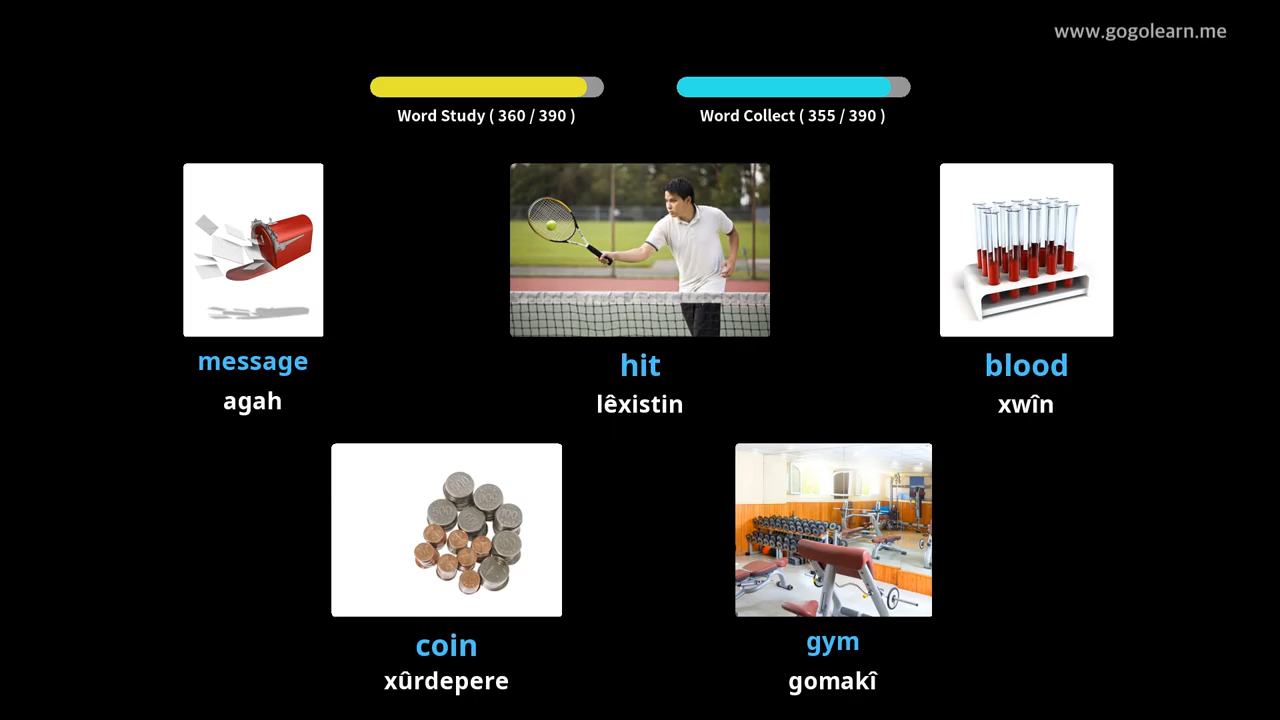 www.gogolearn.me
Word Study ( 360 / 390 )
Word Collect ( 355 / 390 )
message
agah
hit
lêxistin
blood
xwîn
coin
xûrdepere
gym
gomakî